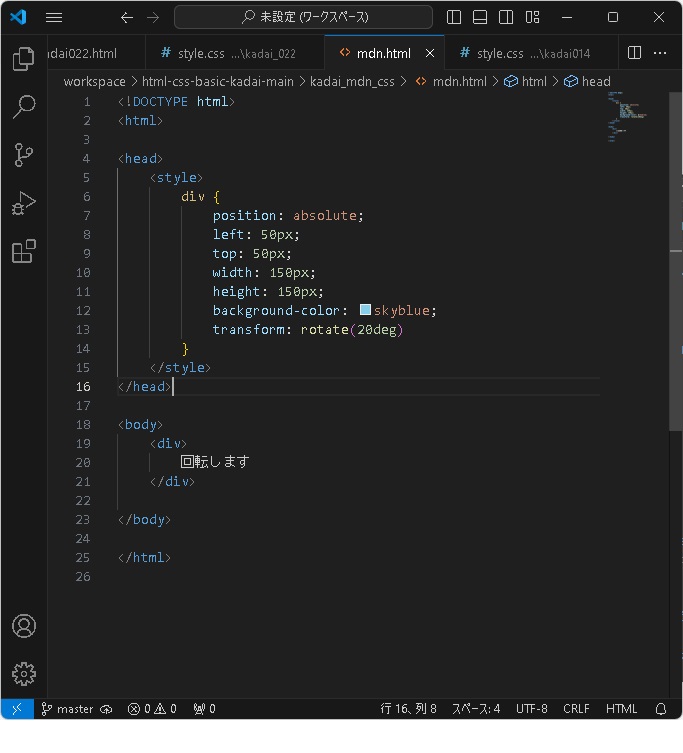 未設定 (ワークスペース)
kadai022.html
# style.css ...\kadai_022
<> mdn.html ×
# style.css ...\kadai014
workspace > html-css-basic-kadai-main > kadai_mdn_css > <> mdn.html > html > head
1 <!DOCTYPE html>
2 <html>
3
4 <head>
5 <style>
6 div {
7 position: absolute;
8 left: 50px;
9 top: 50px;
10 width: 150px;
11 height: 150px;
12 background-color: skyblue;
13 transform: rotate(20deg)
14 }
15 </style>
16 </head>
17
18 <body>
19 <div>
20 回転します
21 </div>
22
23 </body>
24
25 </html>
26
master 0 0 0 行 16、列 8 スペース: 4 UTF-8 CRLF HTML